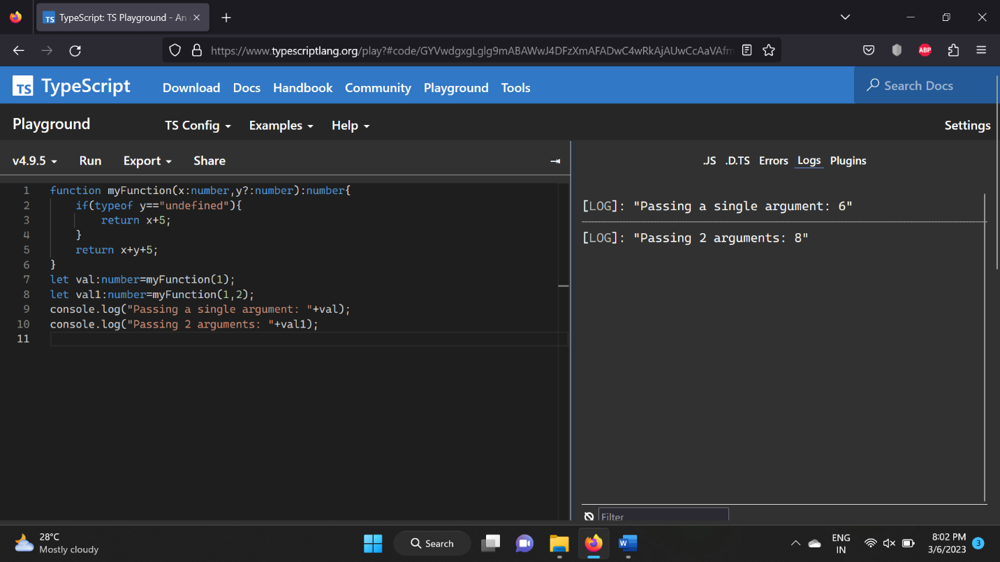 TS TypeScript: TS Playground - An
https://www.typescriptlang.org/play?#code/GYVwdgxgLglg9mABAWwJ4DFzXmAFADwC4wRkAjAUwCcAaVAfm
ABP
TS TypeScript Download Docs Handbook Community Playground Tools Search Docs
Playground TS Config Examples Help Settings
v4.9.5 Run Export Share
.JS .D.TS Errors Logs Plugins
1 function myFunction(x:number,y?:number):number{
2 if(typeof y=="undefined"){
3 return x+5;
4 }
5 return x+y+5;
6 }
7 let val:number=myFunction(1);
8 let val1:number=myFunction(1,2);
9 console.log("Passing a single argument: "+val);
10 console.log("Passing 2 arguments: "+val1);
11
[LOG]: "Passing a single argument: 6"
[LOG]: "Passing 2 arguments: 8"
Filter
28°C
Mostly cloudy
Search
W
ENG
IN
8:02 PM
3/6/2023
3